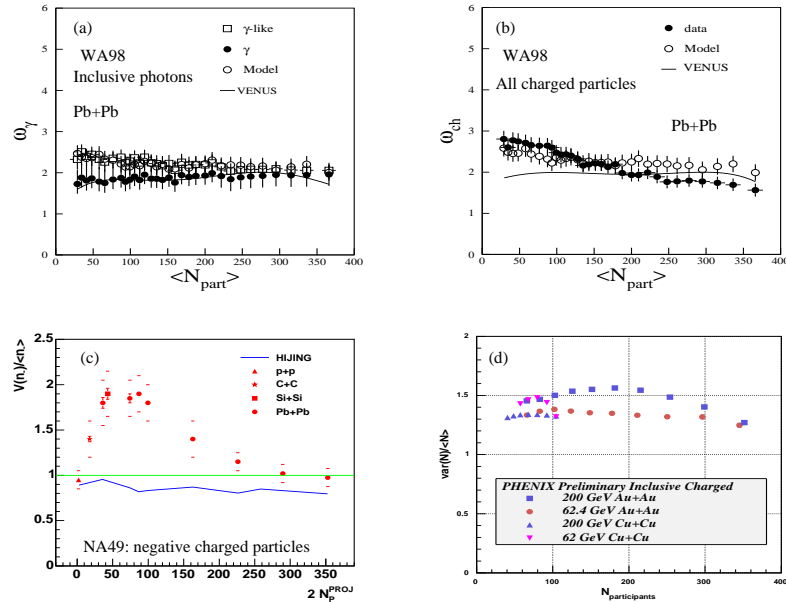 (a)
γ-like
γ
WA98
Inclusive photons
Model
VENUS
Pb+Pb
ω_γ
6
5
4
3
2
1
0
0 50 100 150 200 250 300 350 400
<N_part>
(b)
data
WA98
Model
VENUS
All charged particles
Pb+Pb
ω_ch
6
5
4
3
2
1
0
0 50 100 150 200 250 300 350 400
<N_part>
(c)
HIJING
p+p
C+C
Si+Si
Pb+Pb
V(n_)/<n_>
2.5
2
1.5
1
0.5
0
0 50 100 150 200 250 300 350 400
NA49: negative charged particles
2 N_P^PROJ
(d)
var(N)/<N>
2
1.5
1
0.5
0
PHENIX Preliminary Inclusive Charged
200 GeV Au+Au
62.4 GeV Au+Au
200 GeV Cu+Cu
62 GeV Cu+Cu
0 100 200 300 400
N_participants